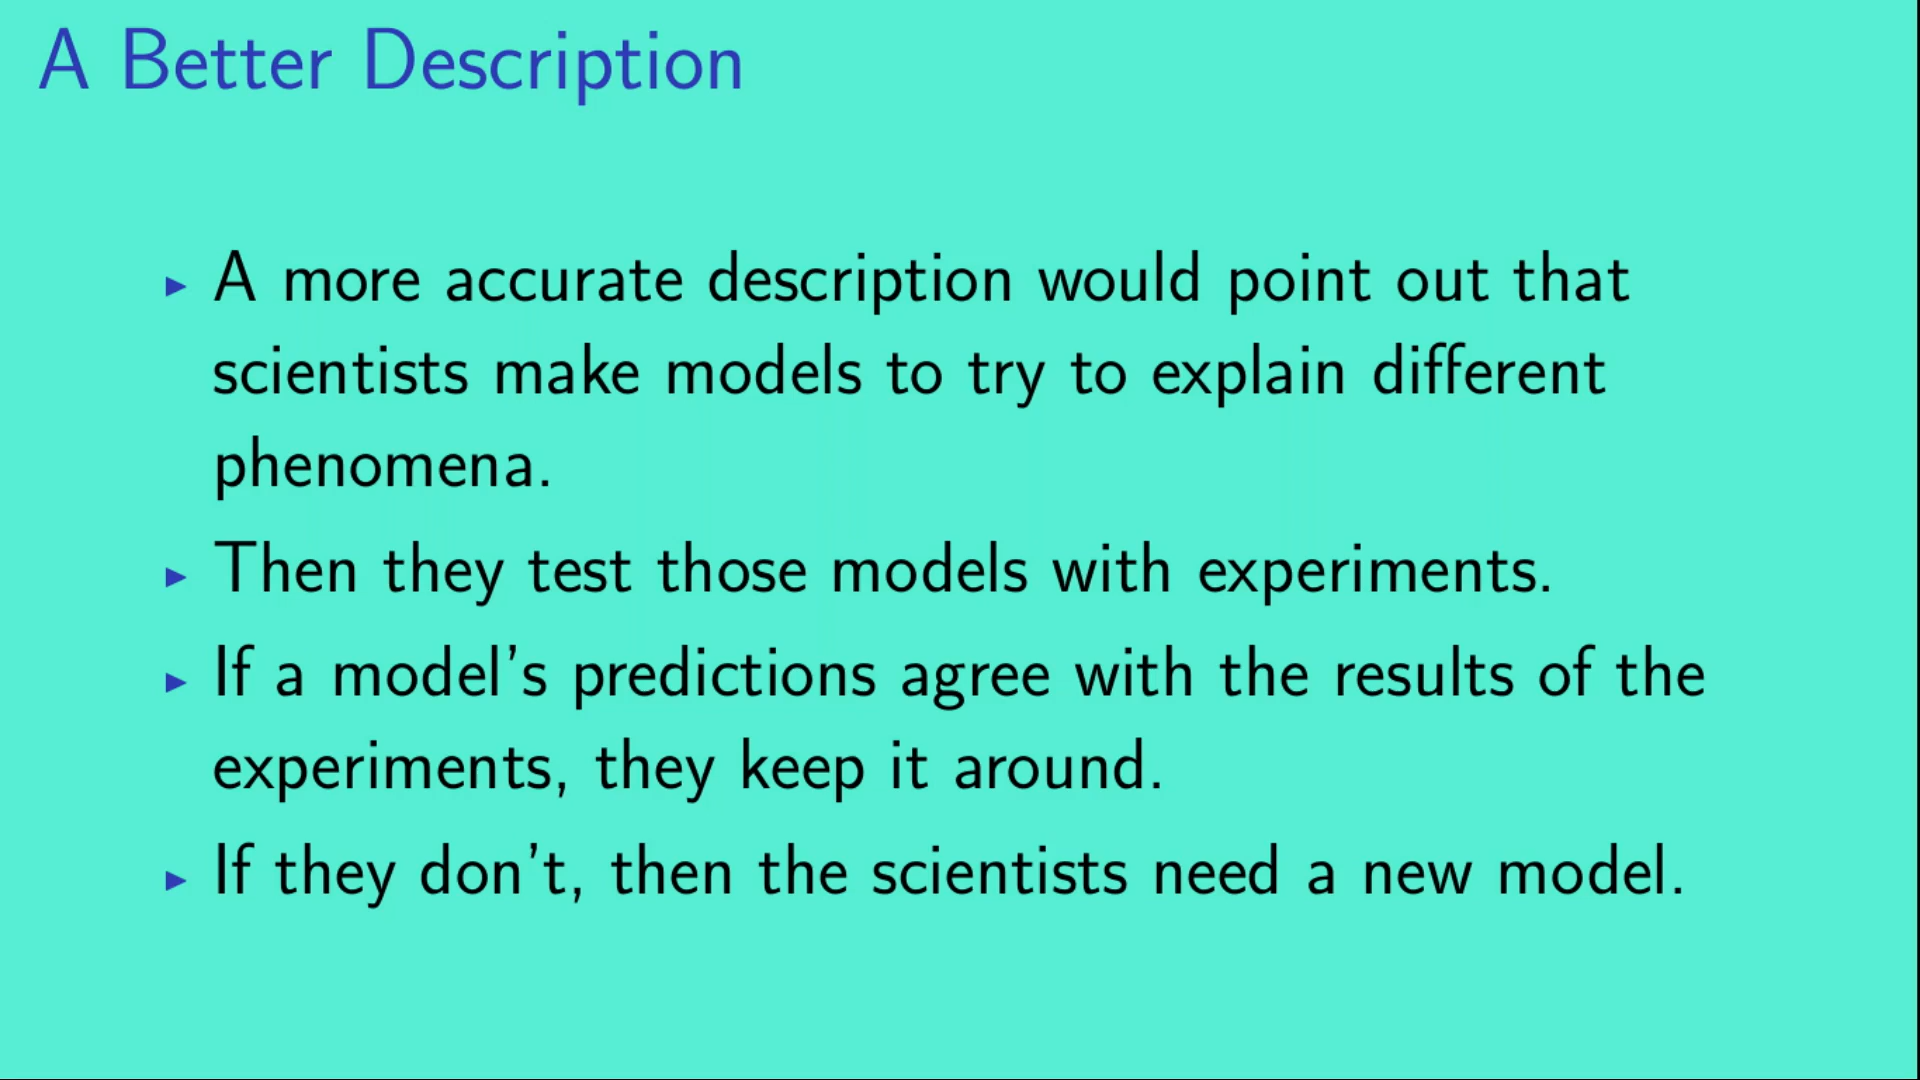 A Better Description
▸ A more accurate description would point out that
scientists make models to try to explain different
phenomena.
▸ Then they test those models with experiments.
▸ If a model’s predictions agree with the results of the
experiments, they keep it around.
▸ If they don’t, then the scientists need a new model.